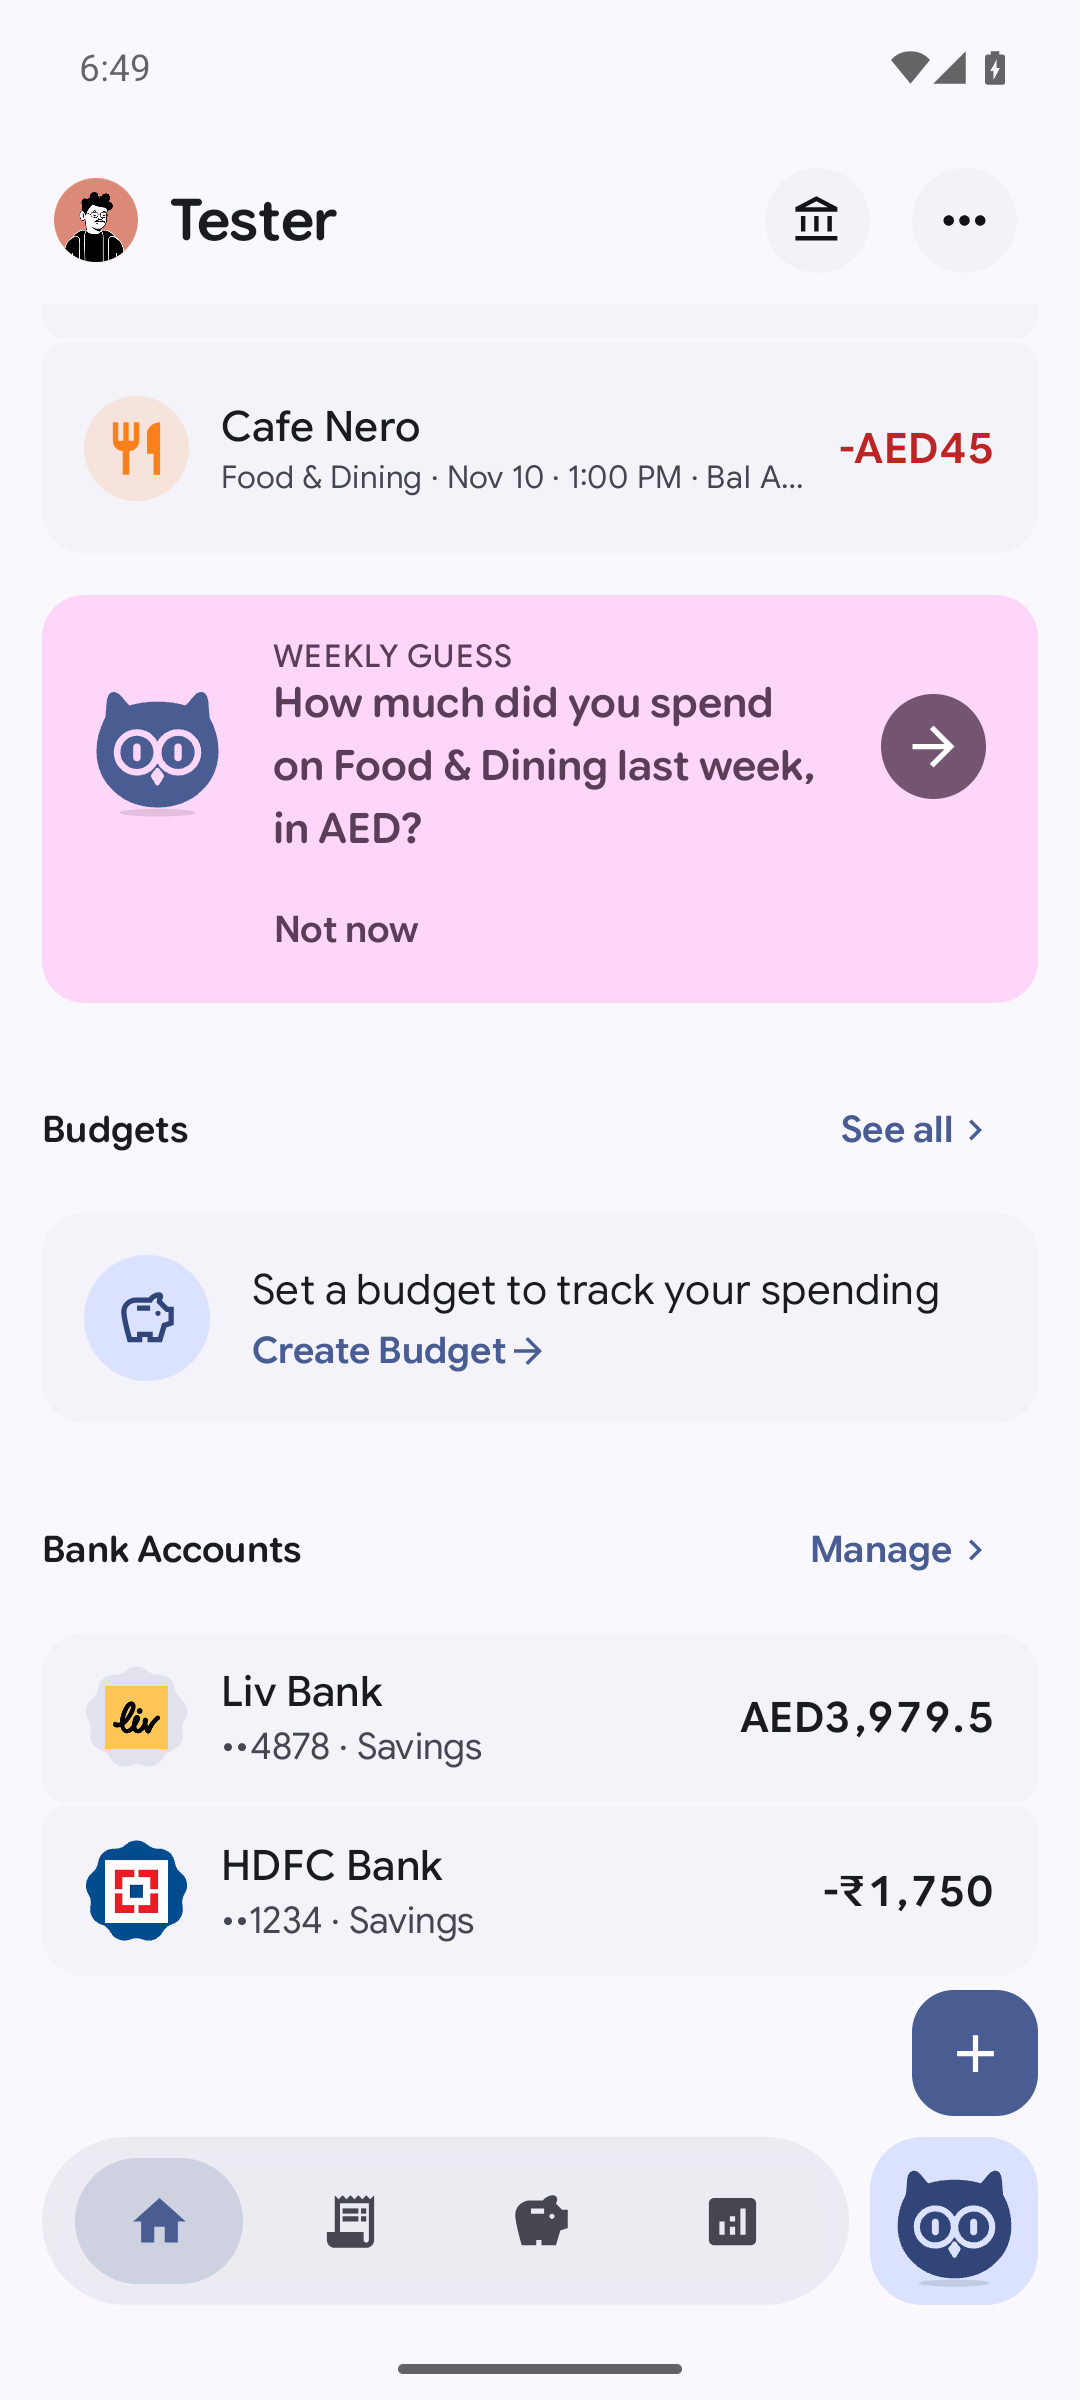 6:49
Tester
Cafe Nero
Food & Dining · Nov 10 · 1:00 PM · Bal A...
-AED45
WEEKLY GUESS
How much did you spend
on Food & Dining last week,
in AED?
Not now
Budgets
See all
Set a budget to track your spending
Create Budget
Bank Accounts
Manage
liv
Liv Bank
••4878 · Savings
AED3,979.5
HDFC Bank
••1234 · Savings
-₹1,750